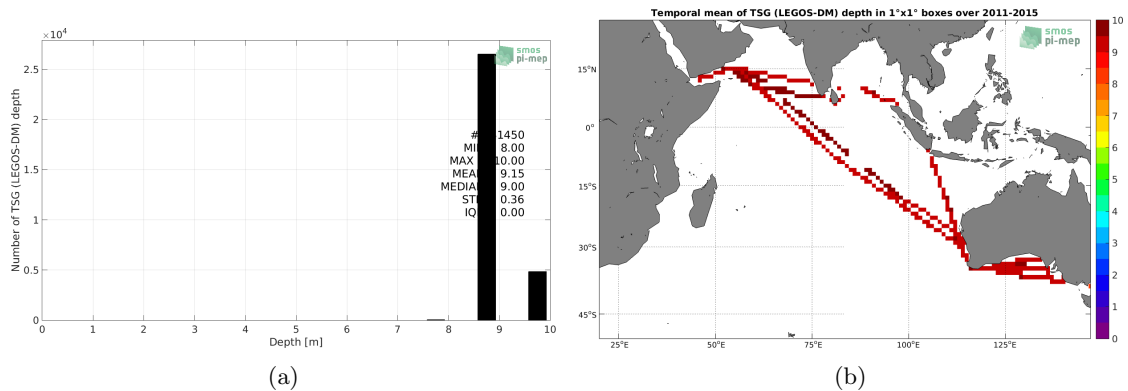 ×10⁴
smos
pi-mep
2.5
2
1.5
1
0.5
0
Number of TSG (LEGOS-DM) depth
#
1450
MI
8.00
MAX
10.00
MEA
9.15
MEDIA
9.00
ST
0.36
IQ
0.00
0 1 2 3 4 5 6 7 8 9 10
Depth [m]
(a)
Temporal mean of TSG (LEGOS-DM) depth in 1°x1° boxes over 2011-2015
smos
pi-mep
15°N
0°
15°S
30°S
45°S
25°E 50°E 75°E 100°E 125°E
10
9
8
7
6
5
4
3
2
1
0
(b)